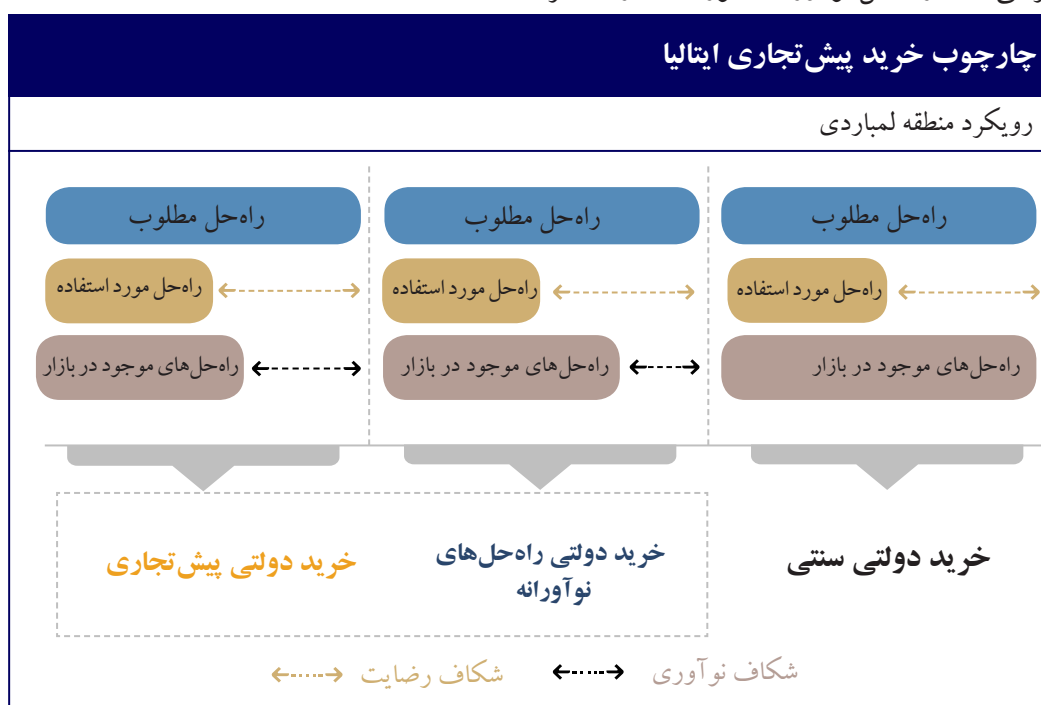 چارچوب خرید پیش‌تجاری ایتالیا
رویکرد منطقه لمباردی
راه‌حل مطلوب
راه‌حل مطلوب
راه‌حل مطلوب
راه‌حل مورد استفاده
راه‌حل مورد استفاده
راه‌حل مورد استفاده
راه‌حل‌های موجود در بازار
راه‌حل‌های موجود در بازار
راه‌حل‌های موجود در بازار
خرید دولتی سنتی
خرید دولتی راه‌حل‌های
نوآورانه
خرید دولتی پیش‌تجاری
شکاف نوآوری
شکاف رضایت